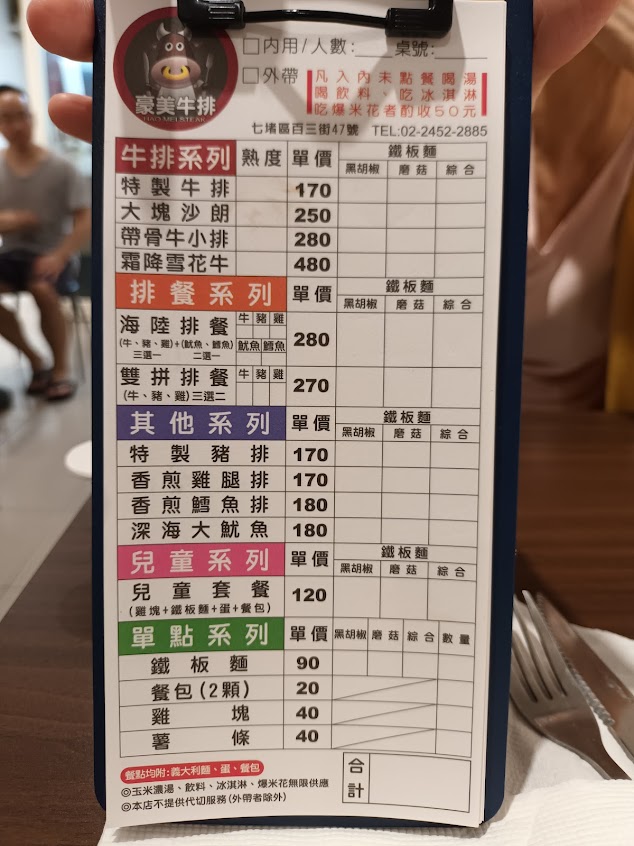 豪美牛排
HAO MEI STEAK
□內用/人數:____桌號:____
□外帶
凡入內未點餐喝湯
喝飲料、吃冰淇淋
吃爆米花者酌收50元
七堵區百三街47號 TEL:02-2452-2885
牛排系列 熟度 單價 鐵板麵
黑胡椒 磨菇 綜合
特製牛排 170
大塊沙朗 250
帶骨牛小排 280
霜降雪花牛 480
排餐系列 單價 鐵板麵
黑胡椒 磨菇 綜合
海陸排餐 牛 豬 雞 280
(牛、豬、雞)+(魷魚、鱈魚) 魷魚 鱈魚
三選一 二選一
雙拼排餐 牛 豬 雞 270
(牛、豬、雞)三選二
其他系列 單價 鐵板麵
黑胡椒 磨菇 綜合
特製豬排 170
香煎雞腿排 170
香煎鱈魚排 180
深海大魷魚 180
兒童系列 單價 鐵板麵
黑胡椒 磨菇 綜合
兒童套餐 120
(雞塊+鐵板麵+蛋+餐包)
單點系列 單價 黑胡椒 磨菇 綜合 數量
鐵板麵 90
餐包(2顆) 20
雞塊 40
薯條 40
餐點均附:義大利麵、蛋、餐包
◎玉米濃湯、飲料、冰淇淋、爆米花無限供應
◎本店不提供代切服務(外帶者除外)
合計